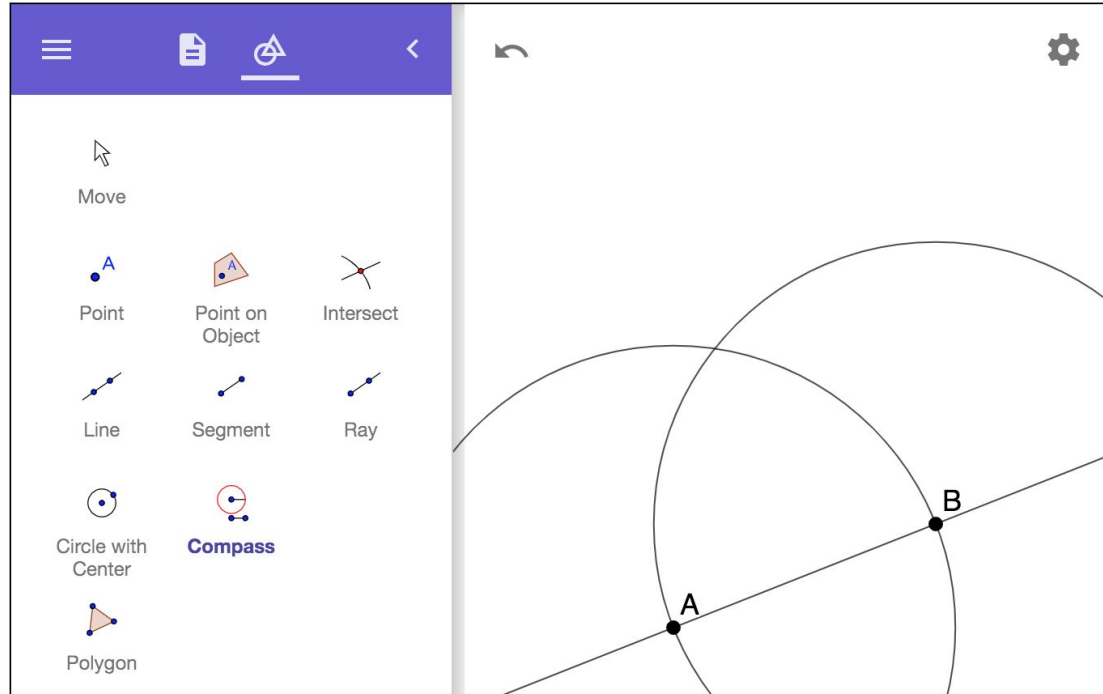 Move
A
A
Point
Point on
Object
Intersect
Line
Segment
Ray
Circle with
Center
Compass
Polygon
A
B